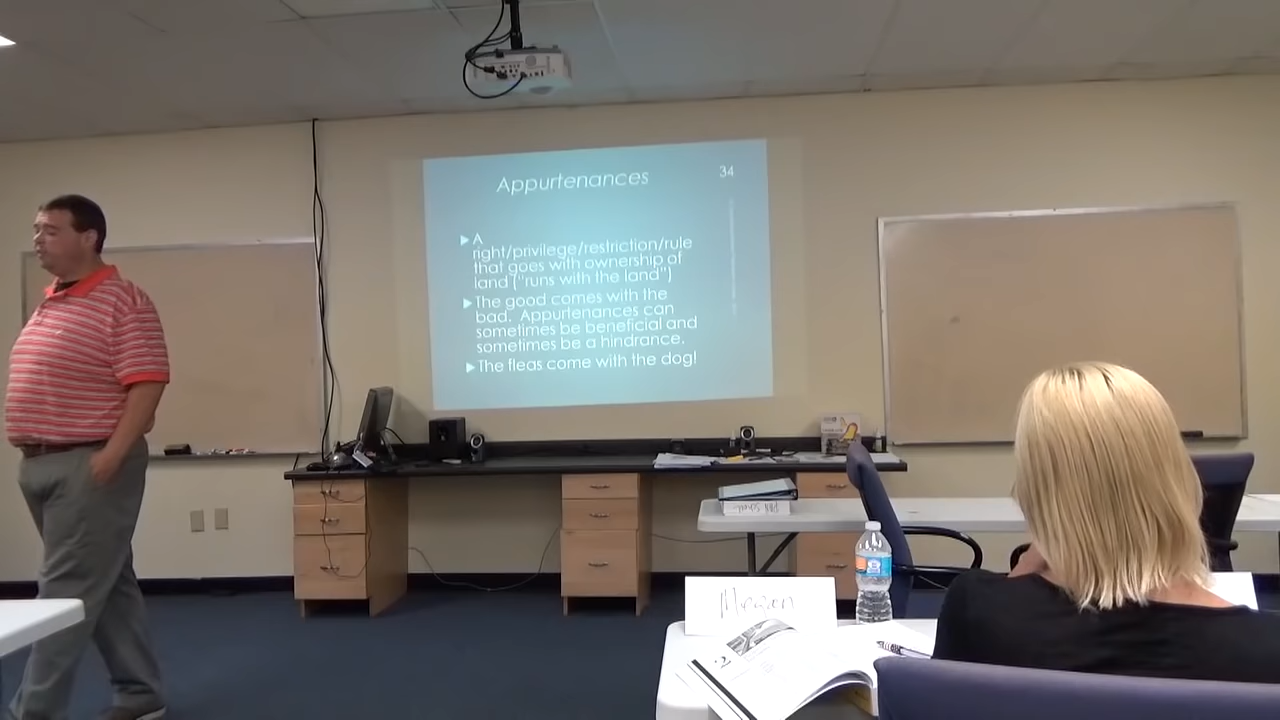 Appurtenances
34
A
right/privilege/restriction/rule
that goes with ownership of
land ("runs with the land")
The good comes with the
bad. Appurtenances can
sometimes be beneficial and
sometimes be a hindrance.
The fleas come with the dog!